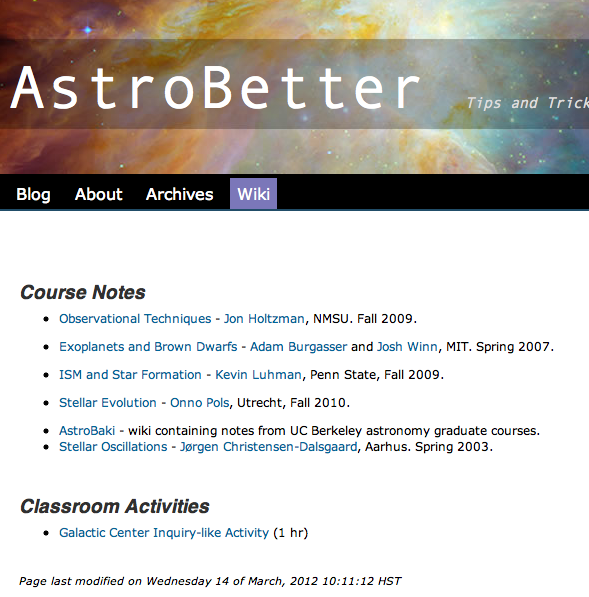 AstroBetter
Tips and Trick
Blog About Archives Wiki
Course Notes
Observational Techniques - Jon Holtzman, NMSU. Fall 2009.
Exoplanets and Brown Dwarfs - Adam Burgasser and Josh Winn, MIT. Spring 2007.
ISM and Star Formation - Kevin Luhman, Penn State, Fall 2009.
Stellar Evolution - Onno Pols, Utrecht, Fall 2010.
AstroBaki - wiki containing notes from UC Berkeley astronomy graduate courses.
Stellar Oscillations - Jørgen Christensen-Dalsgaard, Aarhus. Spring 2003.
Classroom Activities
Galactic Center Inquiry-like Activity (1 hr)
Page last modified on Wednesday 14 of March, 2012 10:11:12 HST